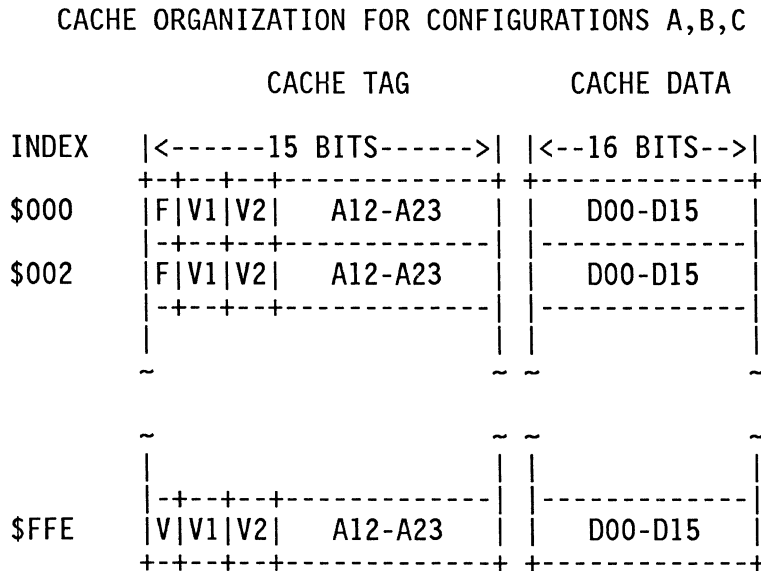 CACHE ORGANIZATION FOR CONFIGURATIONS A,B,C
CACHE TAG CACHE DATA
INDEX |<------15 BITS------>| |<--16 BITS-->|
+-+--+--+-------------+ +-------------+
$000 |F|V1|V2| A12-A23 | | D00-D15 |
|-+--+--+-------------| |-------------|
$002 |F|V1|V2| A12-A23 | | D00-D15 |
|-+--+--+-------------| |-------------|
| | | |
~ ~ ~ ~
~ ~ ~ ~
| | | |
|-+--+--+-------------| |-------------|
$FFE |V|V1|V2| A12-A23 | | D00-D15 |
+-+--+--+-------------+ +-------------+